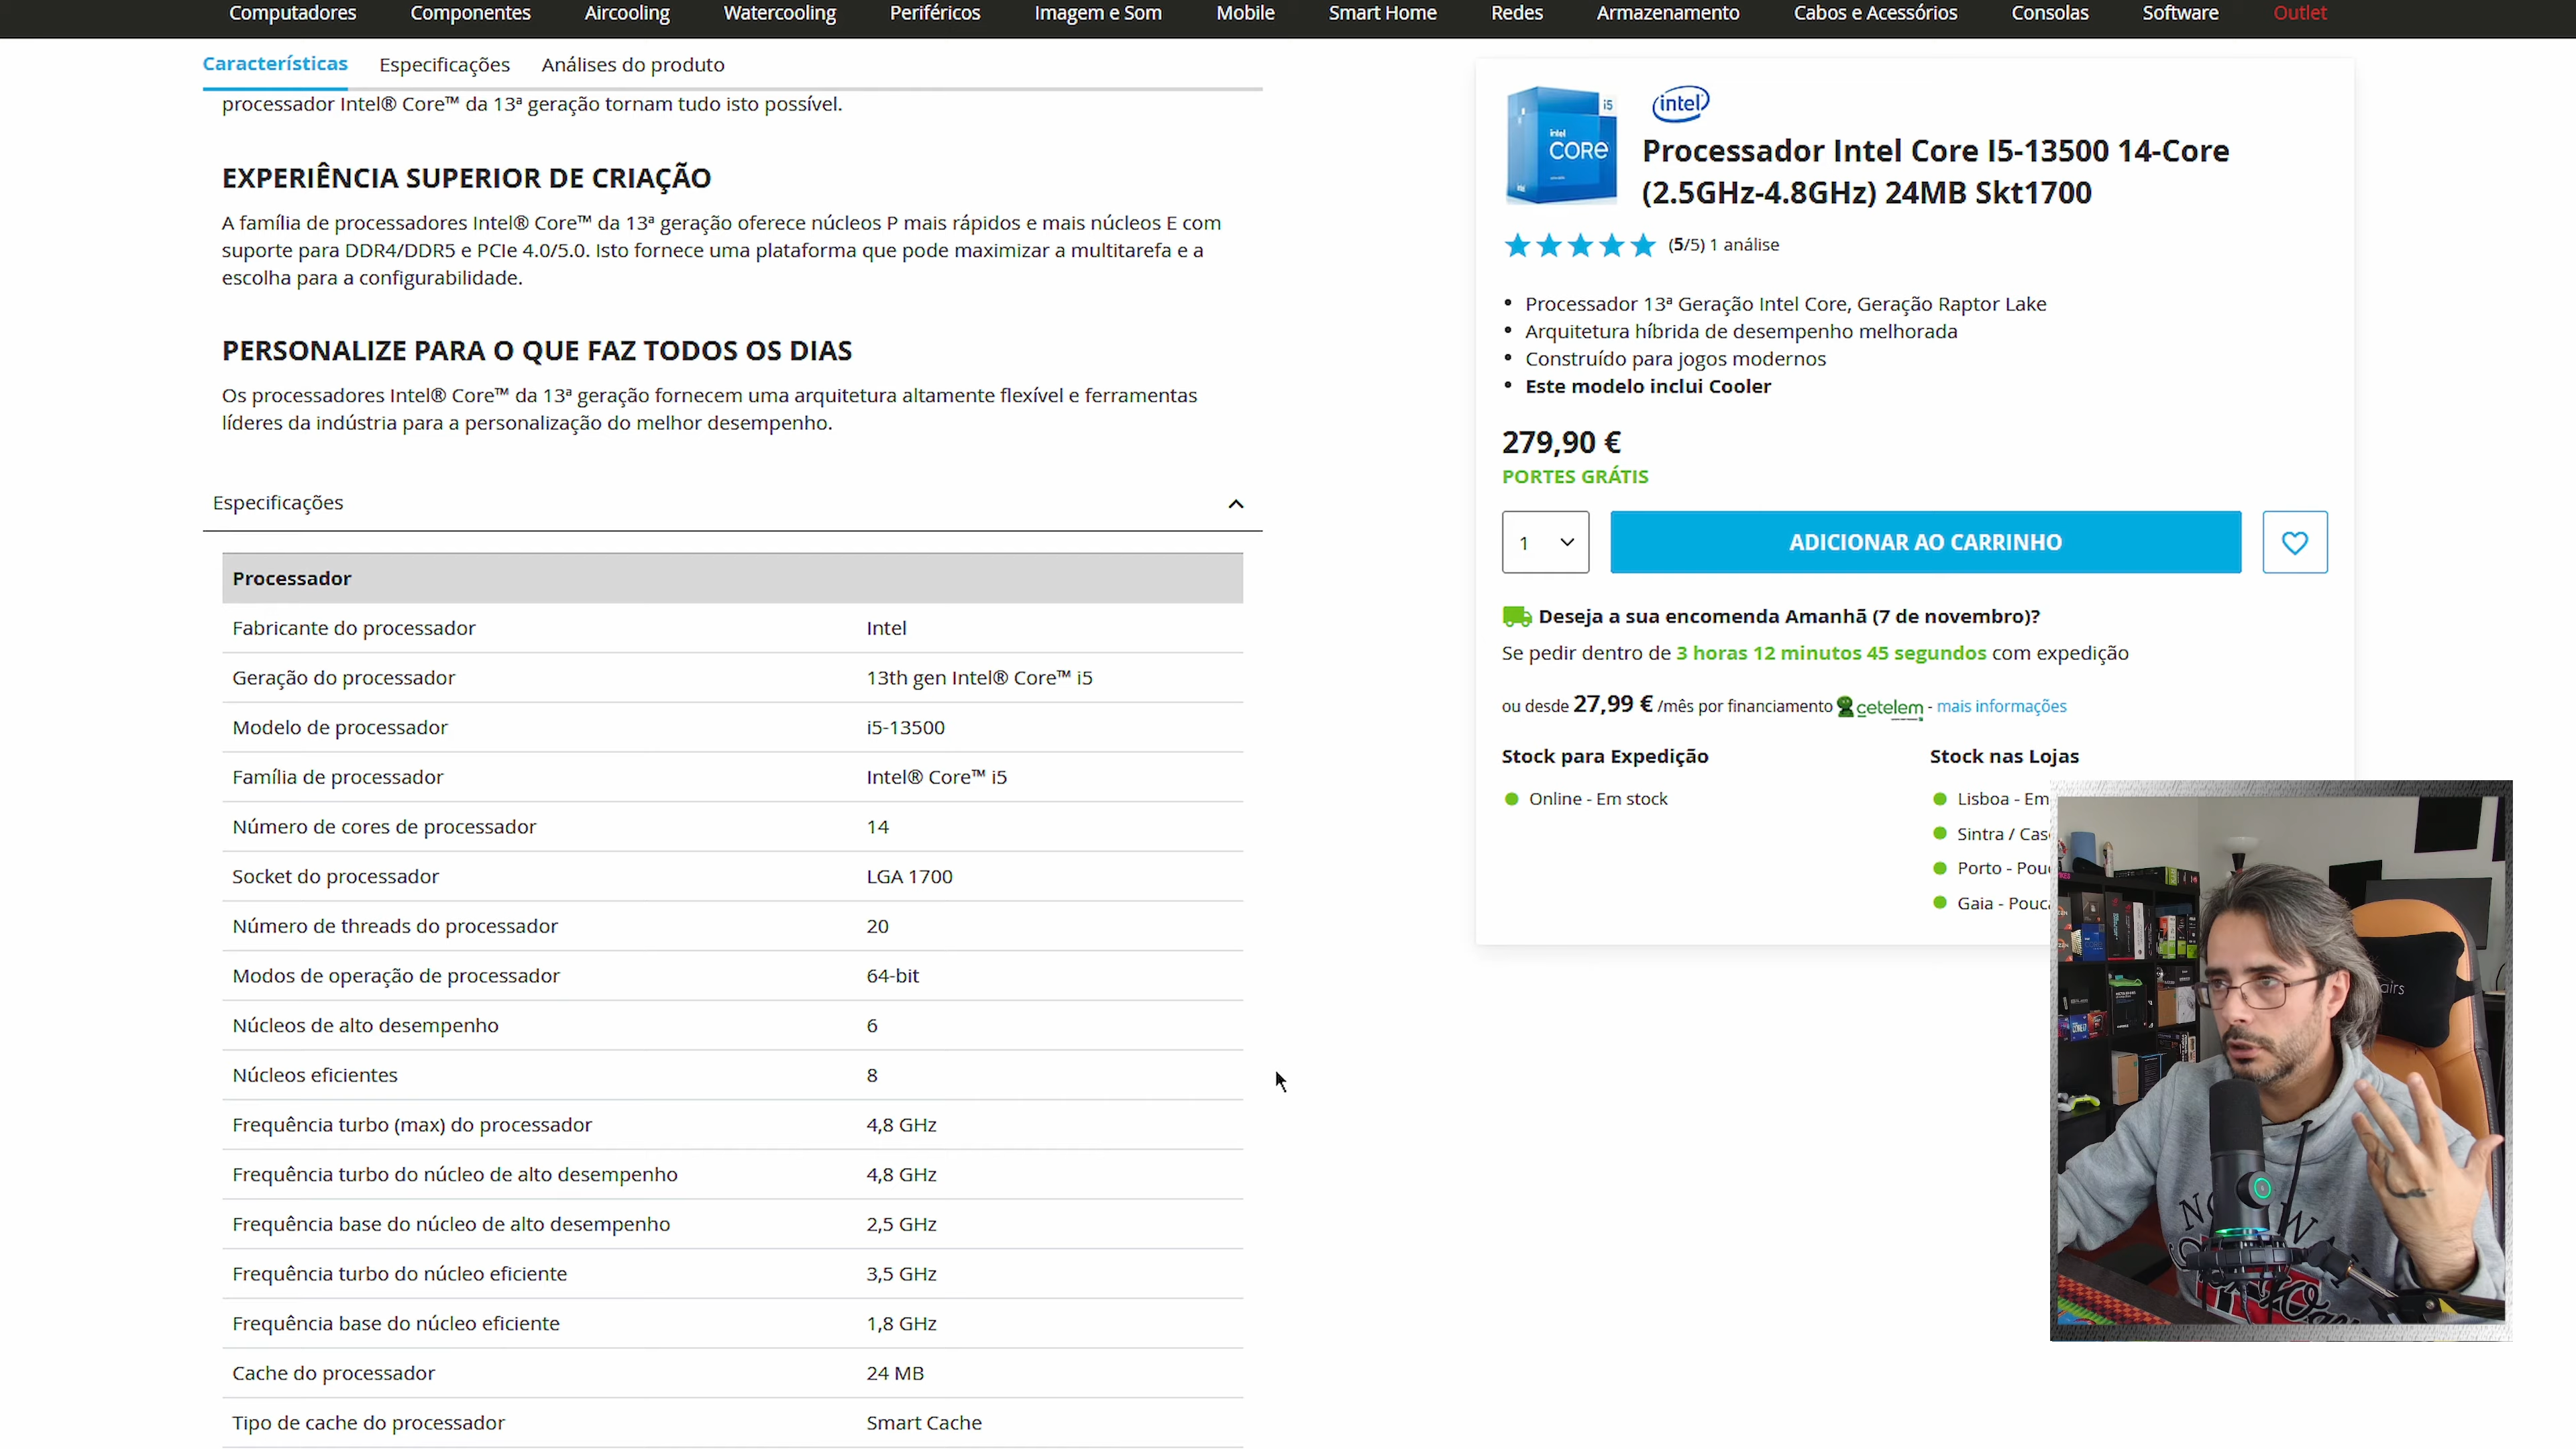 Computadores Componentes Aircooling Watercooling Periféricos Imagem e Som Mobile Smart Home Redes Armazenamento Cabos e Acessórios Consolas Software Outlet
Características Especificações Análises do produto
processador Intel® Core™ da 13ª geração tornam tudo isto possível.
EXPERIÊNCIA SUPERIOR DE CRIAÇÃO
A família de processadores Intel® Core™ da 13ª geração oferece núcleos P mais rápidos e mais núcleos E com
suporte para DDR4/DDR5 e PCIe 4.0/5.0. Isto fornece uma plataforma que pode maximizar a multitarefa e a
escolha para a configurabilidade.
PERSONALIZE PARA O QUE FAZ TODOS OS DIAS
Os processadores Intel® Core™ da 13ª geração fornecem uma arquitetura altamente flexível e ferramentas
líderes da indústria para a personalização do melhor desempenho.
Especificações
Processador
Fabricante do processador Intel
Geração do processador 13th gen Intel® Core™ i5
Modelo de processador i5-13500
Família de processador Intel® Core™ i5
Número de cores de processador 14
Socket do processador LGA 1700
Número de threads do processador 20
Modos de operação de processador 64-bit
Núcleos de alto desempenho 6
Núcleos eficientes 8
Frequência turbo (max) do processador 4,8 GHz
Frequência turbo do núcleo de alto desempenho 4,8 GHz
Frequência base do núcleo de alto desempenho 2,5 GHz
Frequência turbo do núcleo eficiente 3,5 GHz
Frequência base do núcleo eficiente 1,8 GHz
Cache do processador 24 MB
Tipo de cache do processador Smart Cache
i5
intel
CORE
intel
Processador Intel Core I5-13500 14-Core
(2.5GHz-4.8GHz) 24MB Skt1700
(5/5) 1 análise
• Processador 13ª Geração Intel Core, Geração Raptor Lake
• Arquitetura híbrida de desempenho melhorada
• Construído para jogos modernos
• Este modelo inclui Cooler
279,90 €
PORTES GRÁTIS
1
ADICIONAR AO CARRINHO
Deseja a sua encomenda Amanhã (7 de novembro)?
Se pedir dentro de 3 horas 12 minutos 45 segundos com expedição
ou desde 27,99 € /mês por financiamento cetelem - mais informações
Stock para Expedição
Online - Em stock
Stock nas Lojas
Lisboa - Em
Sintra / Cas
Porto - Pou
Gaia - Pouc